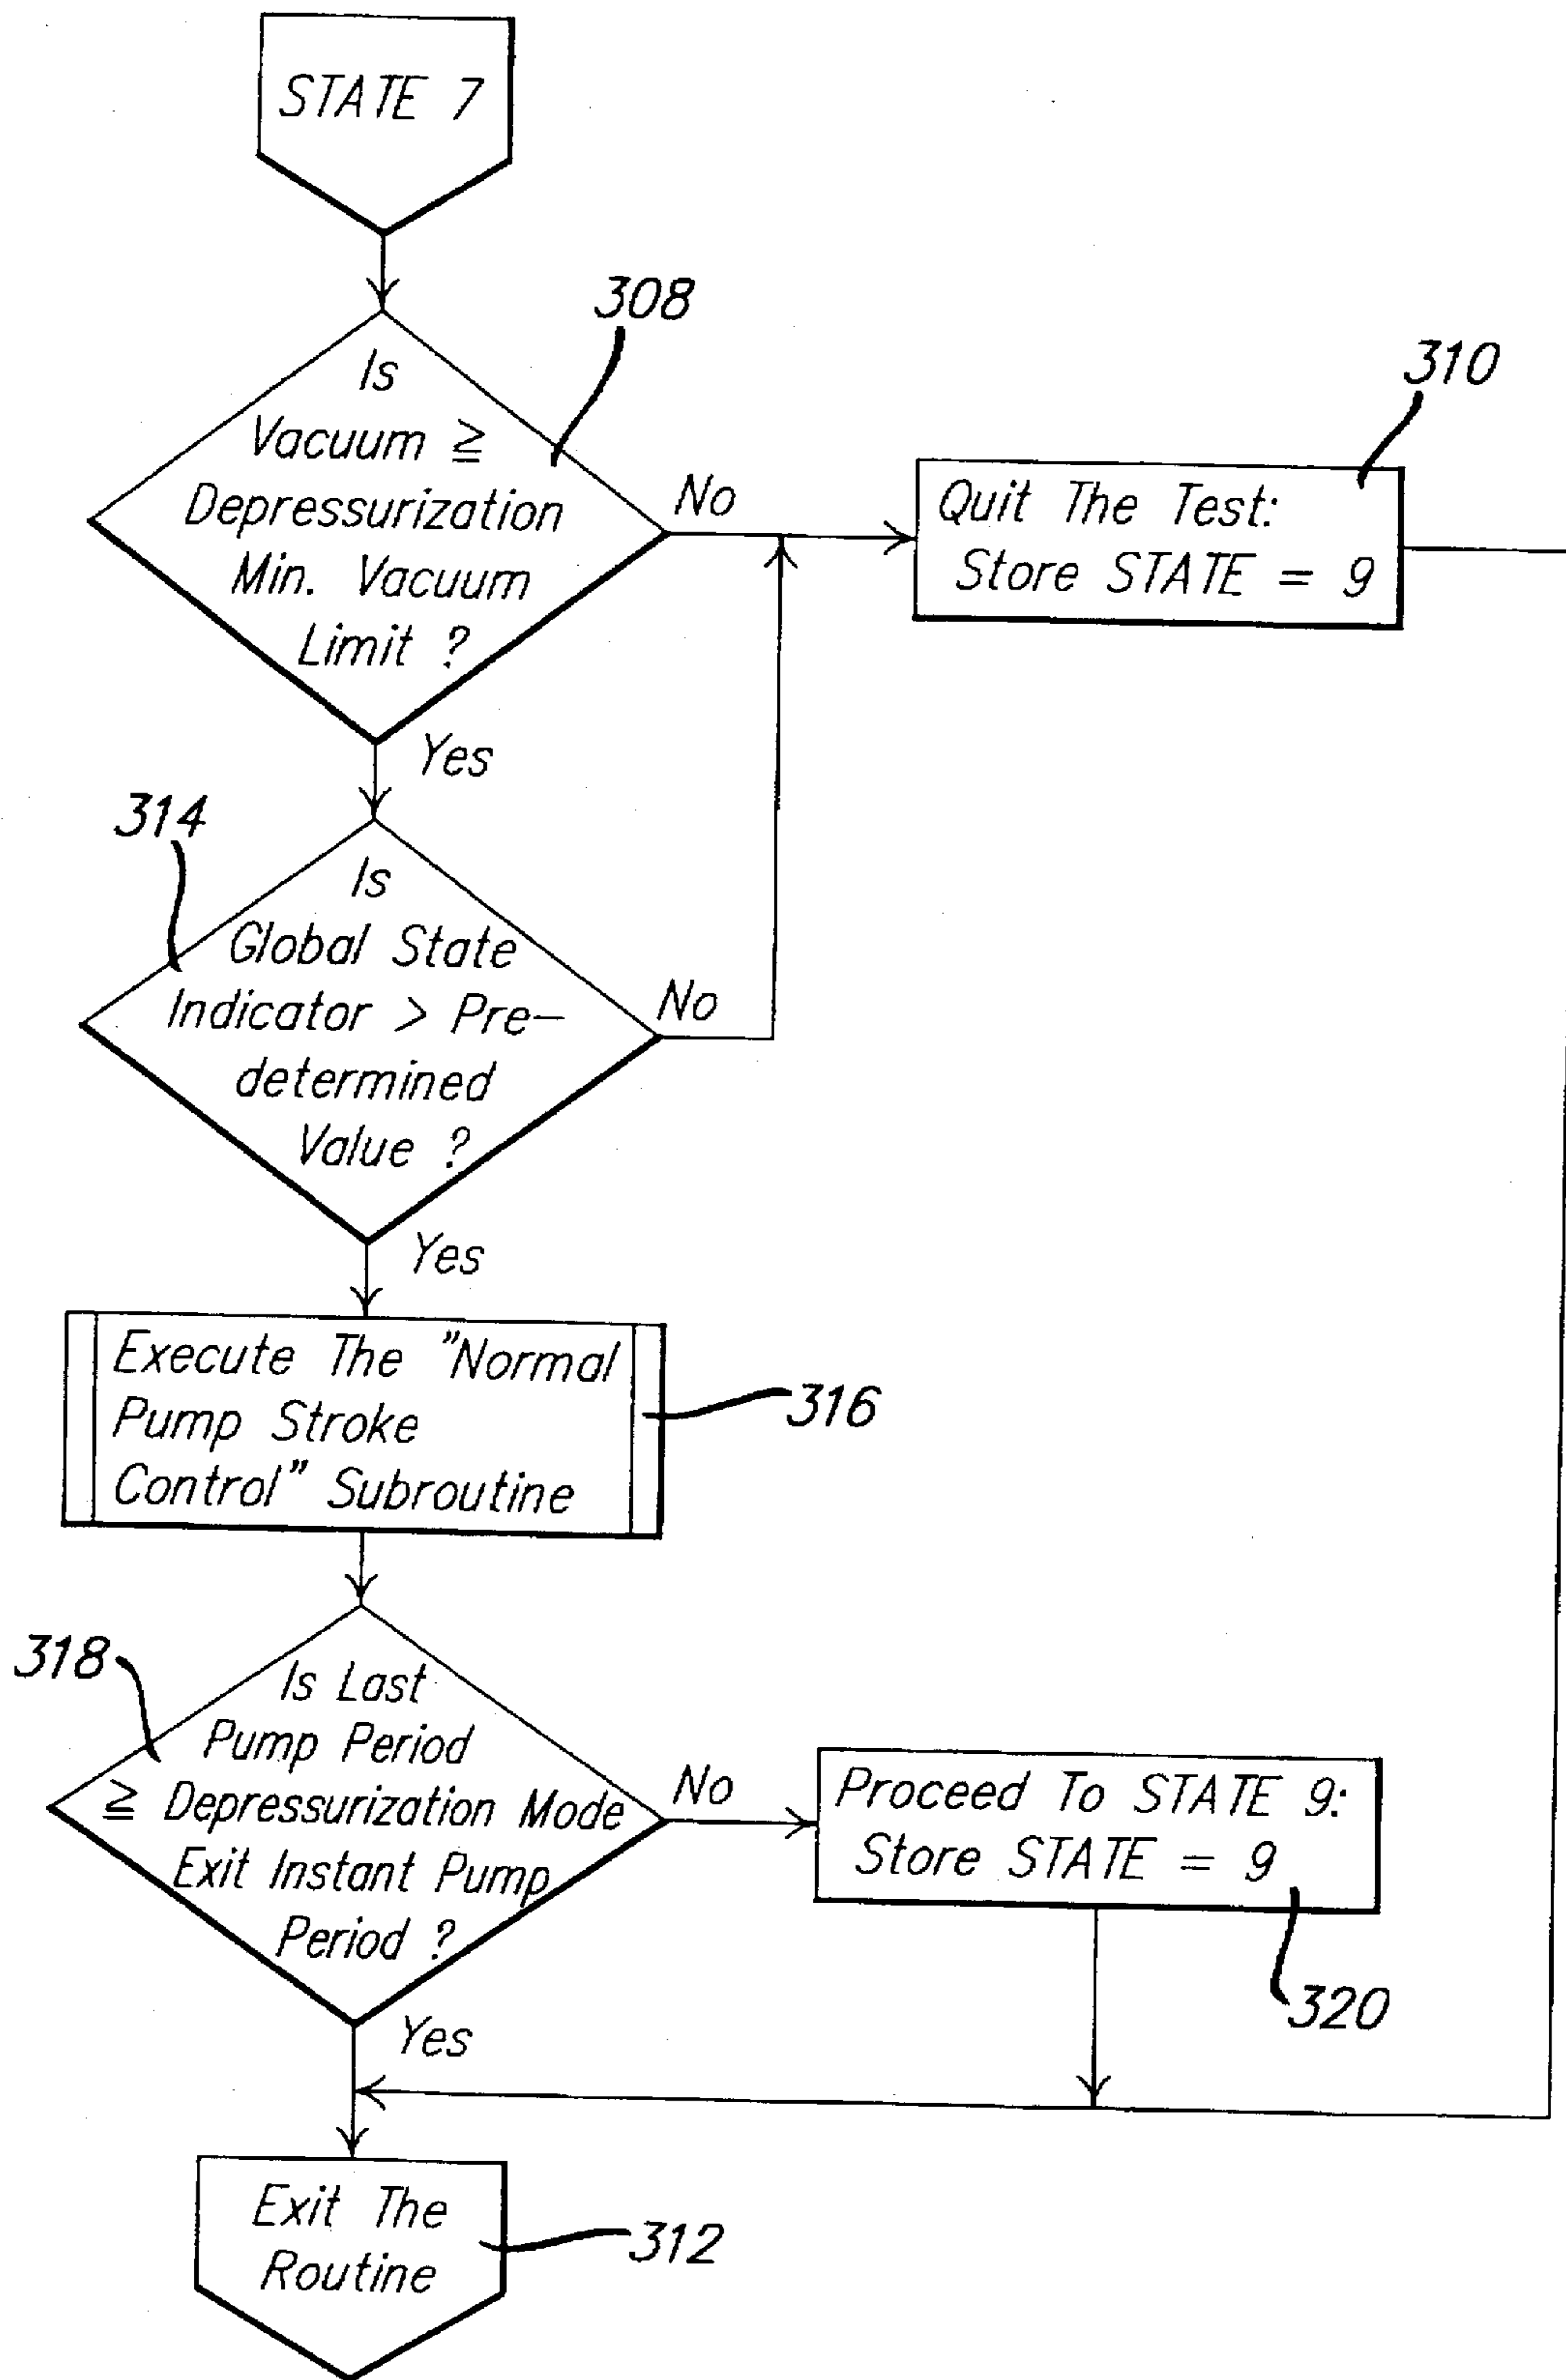 STATE 7
308
Is
Vacuum ≧
Depressurization
Min. Vacuum
Limit ?
No
310
Quit The Test:
Store STATE = 9
Yes
314
Is
Global State
Indicator > Pre-
determined
Value ?
No
Yes
Execute The "Normal
Pump Stroke
Control" Subroutine
316
318
Is Last
Pump Period
≧ Depressurization Mode
Exit Instant Pump
Period ?
No
Proceed To STATE 9:
Store STATE = 9
320
Yes
Exit The
Routine
312